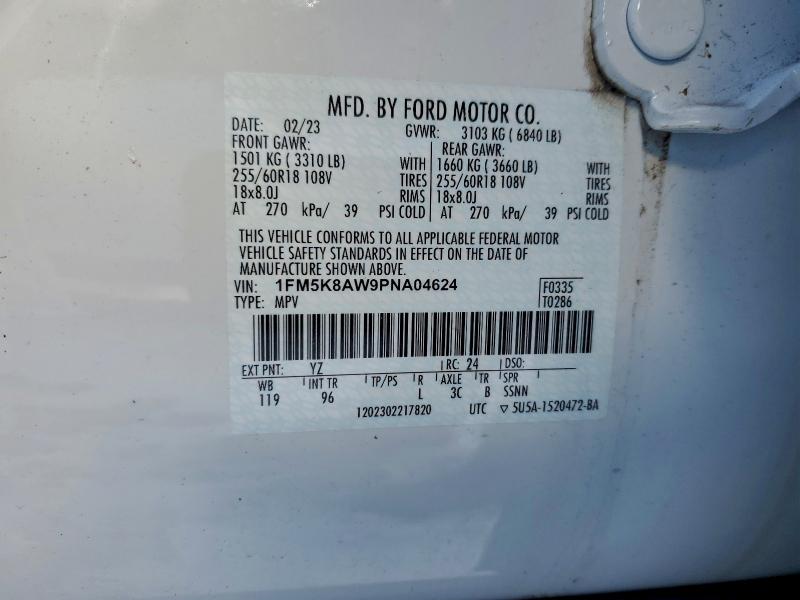 MFD. BY FORD MOTOR CO.
DATE: 02/23 GVWR: 3103 KG ( 6840 LB)
FRONT GAWR: REAR GAWR:
1501 KG ( 3310 LB) WITH 1660 KG ( 3660 LB) WITH
255/60R18 108V TIRES 255/60R18 108V TIRES
18x8.0J RIMS 18x8.0J RIMS
AT 270 kPa/ 39 PSI COLD AT 270 kPa/ 39 PSI COLD
THIS VEHICLE CONFORMS TO ALL APPLICABLE FEDERAL MOTOR
VEHICLE SAFETY STANDARDS IN EFFECT ON THE DATE OF
MANUFACTURE SHOWN ABOVE.
VIN: 1FM5K8AW9PNA04624 F0335
TYPE: MPV T0286
EXT PNT: YZ RC: 24 DSO:
WB INT TR TP/PS R AXLE TR SPR
119 96 L 3C B SSNN
1202302217820 UTC ▽ 5U5A-1520472-BA